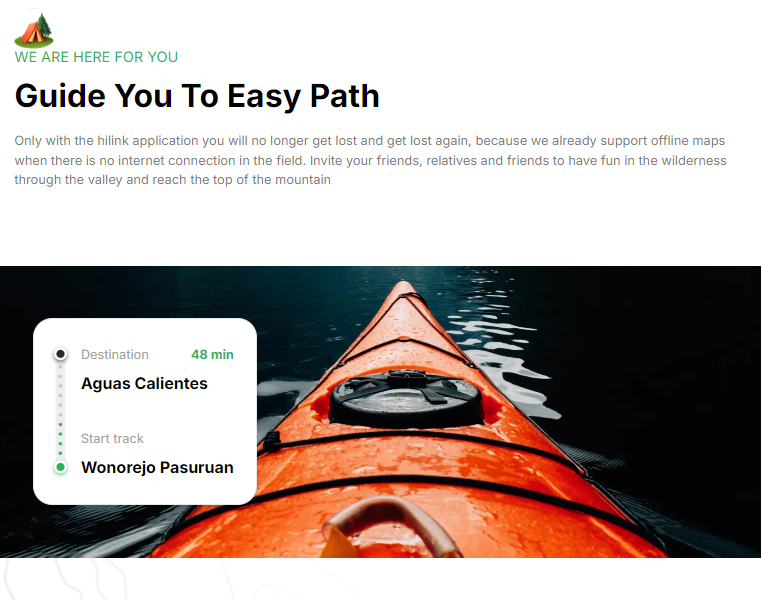 WE ARE HERE FOR YOU
Guide You To Easy Path
Only with the hilink application you will no longer get lost and get lost again, because we already support offline maps
when there is no internet connection in the field. Invite your friends, relatives and friends to have fun in the wilderness
through the valley and reach the top of the mountain
Destination 48 min
Aguas Calientes
Start track
Wonorejo Pasuruan